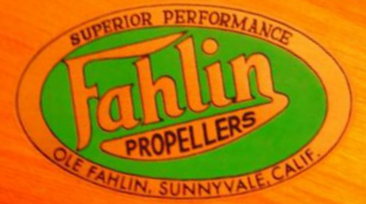 SUPERIOR PERFORMANCE
Fahlin
PROPELLERS
OLE FAHLIN, SUNNYVALE, CALIF.